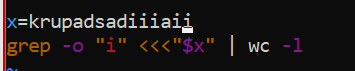 x=krupadsadiiiaii
grep -o "i" <<<"$x" | wc -l